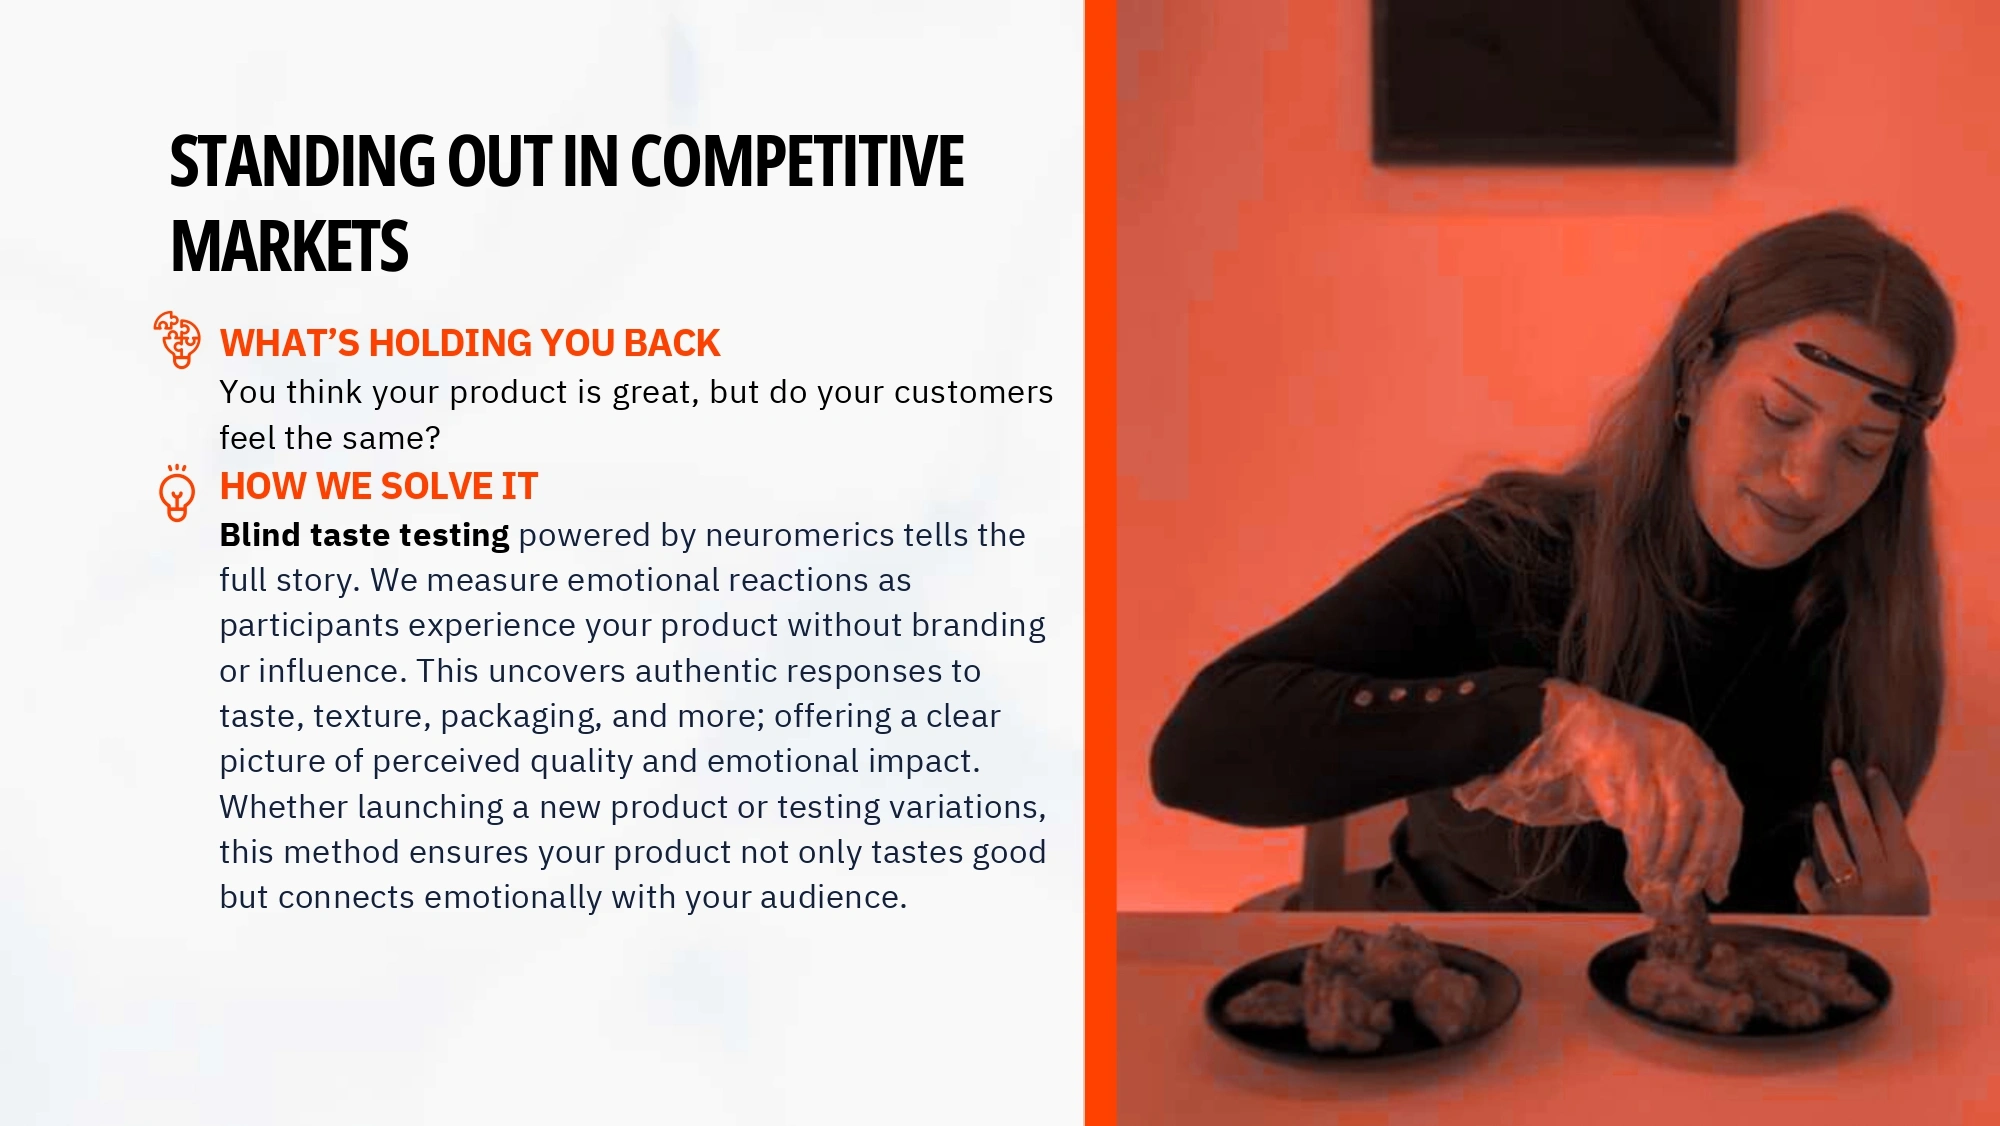 STANDING OUT IN COMPETITIVE
MARKETS
WHAT’S HOLDING YOU BACK
You think your product is great, but do your customers
feel the same?
HOW WE SOLVE IT
Blind taste testing powered by neuromerics tells the
full story. We measure emotional reactions as
participants experience your product without branding
or influence. This uncovers authentic responses to
taste, texture, packaging, and more; offering a clear
picture of perceived quality and emotional impact.
Whether launching a new product or testing variations,
this method ensures your product not only tastes good
but connects emotionally with your audience.